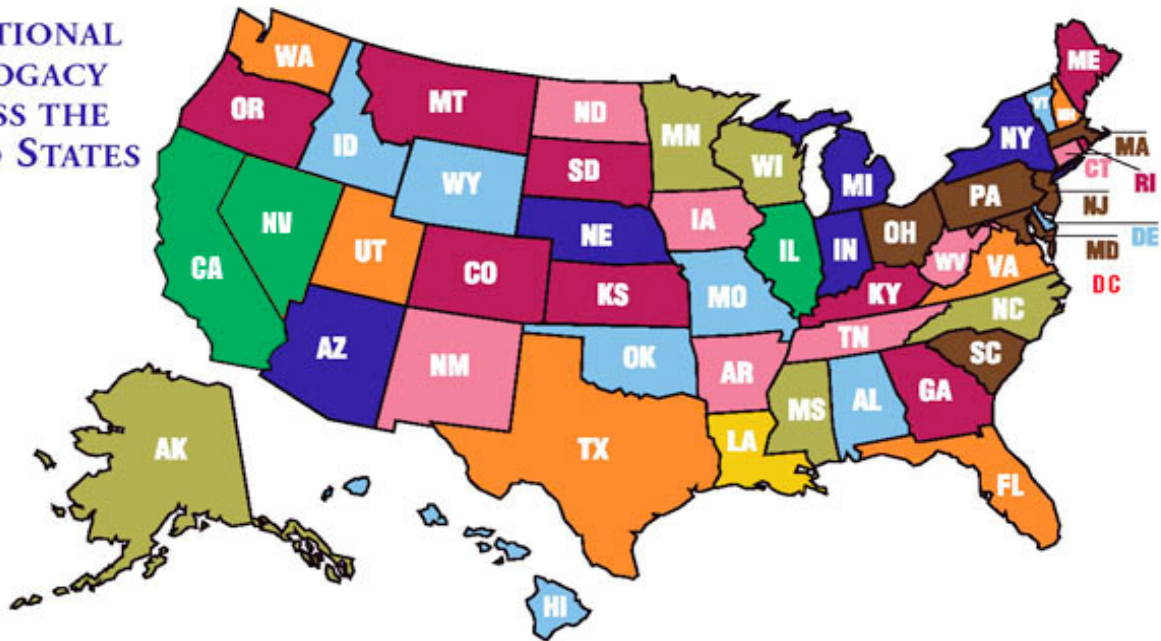 TIONAL
OGACY
SS THE
STATES
WA
ME
MT
ND
VT
OR
MN
NH
ID
NY
MA
WI
SD
CT
WY
MI
RI
PA
IA
NJ
NE
NV
OH
DE
IL
IN
UT
MD
WV
VA
CA
CO
DC
KS
MO
KY
NC
TN
AZ
OK
SC
NM
AR
GA
MS
AL
LA
AK
TX
FL
HI